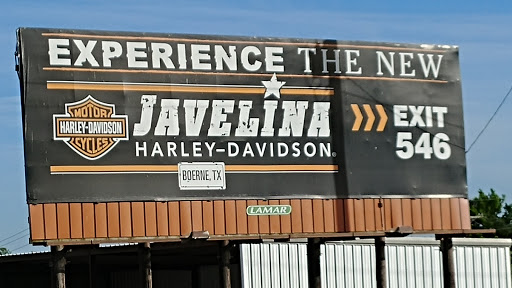 EXPERIENCE THE NEW
MOTOR
HARLEY-DAVIDSON
CYCLES
JAVELINA
HARLEY-DAVIDSON®
BOERNE, TX
EXIT
546
LAMAR